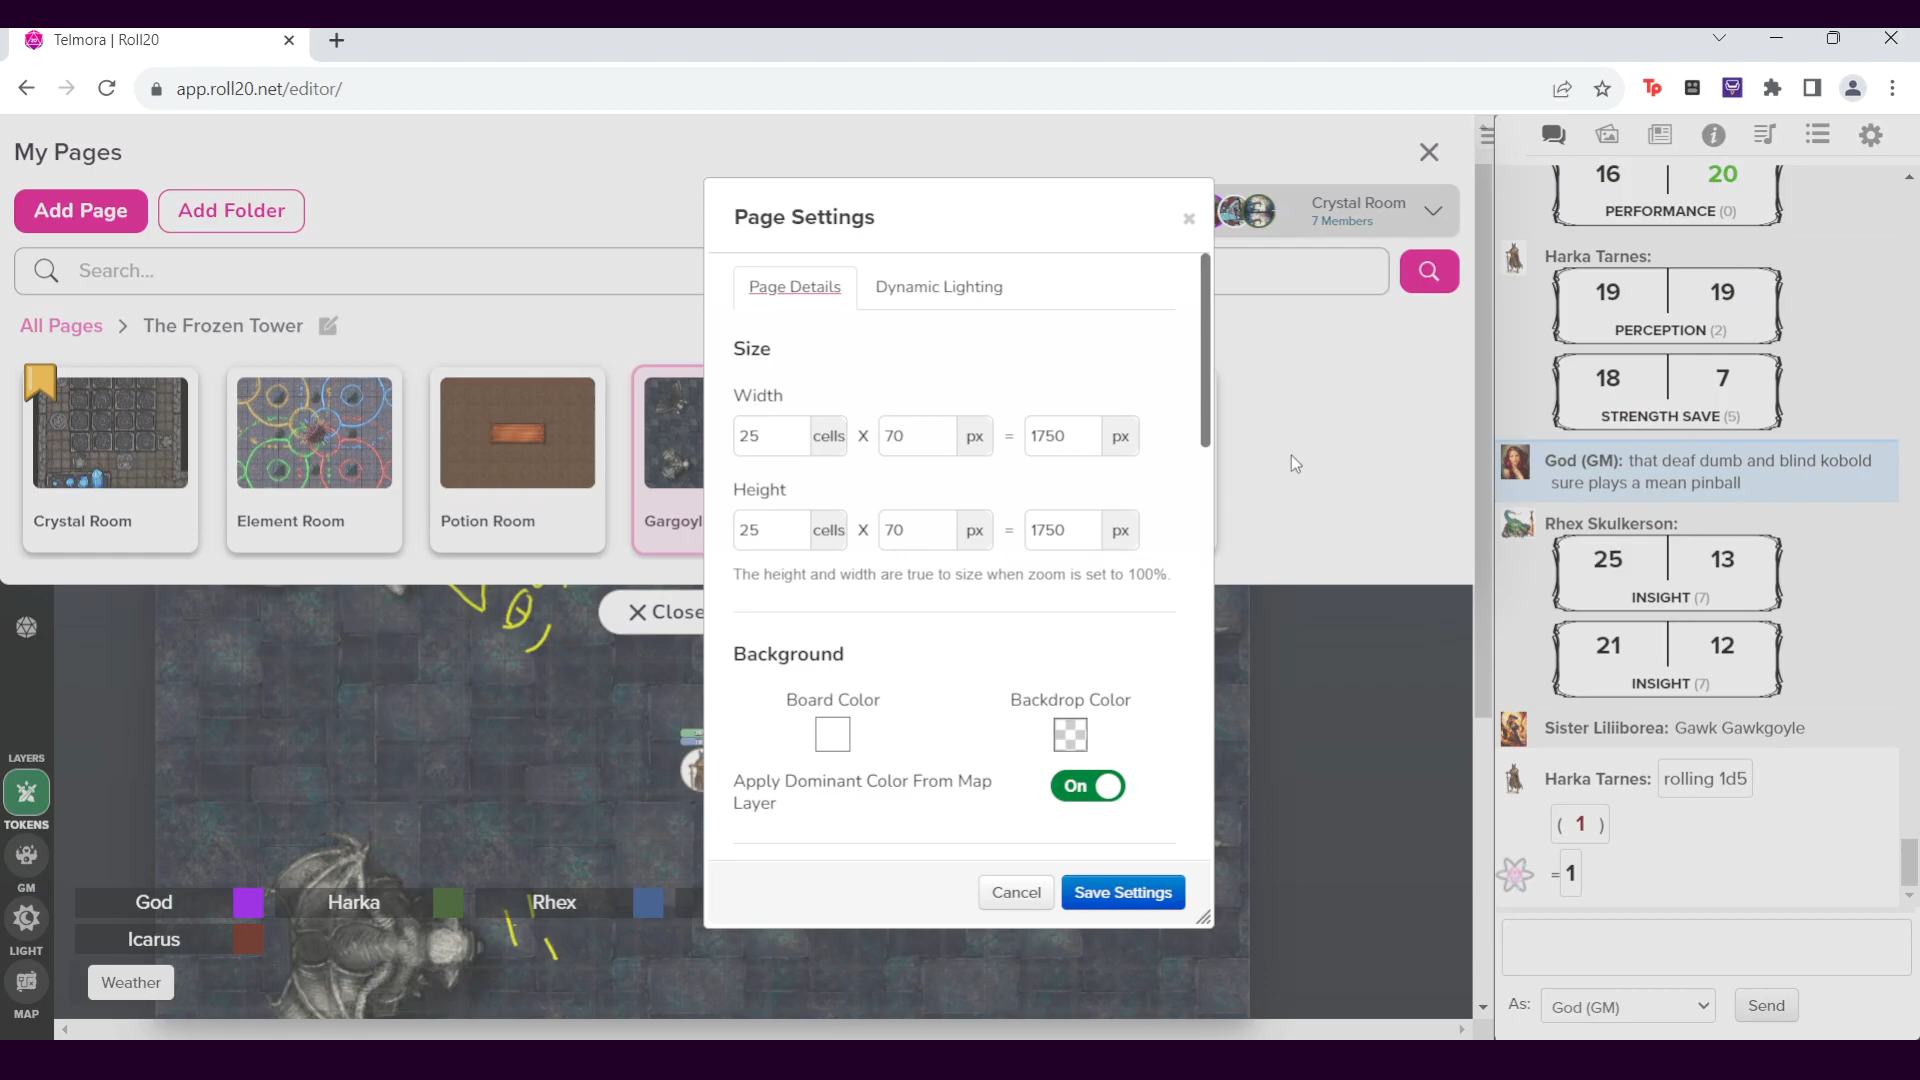 Telmora | Roll20
app.roll20.net/editor/
Tp
My Pages
Add Page
Add Folder
Search...
All Pages > The Frozen Tower
Crystal Room
Element Room
Potion Room
Gargoyl
Crystal Room
7 Members
Close
Page Settings
Page Details
Dynamic Lighting
Size
Width
25 cells X 70 px = 1750 px
Height
25 cells X 70 px = 1750 px
The height and width are true to size when zoom is set to 100%.
Background
Board Color
Backdrop Color
Apply Dominant Color From Map
Layer
On
Cancel
Save Settings
LAYERS
TOKENS
GM
LIGHT
MAP
God
Harka
Rhex
Icarus
Weather
16 20
PERFORMANCE (0)
Harka Tarnes:
19 19
PERCEPTION (2)
18 7
STRENGTH SAVE (5)
God (GM): that deaf dumb and blind kobold
sure plays a mean pinball
Rhex Skulkerson:
25 13
INSIGHT (7)
21 12
INSIGHT (7)
Sister Liliiborea: Gawk Gawkgoyle
Harka Tarnes: rolling 1d5
( 1 )
=1
As: God (GM)
Send